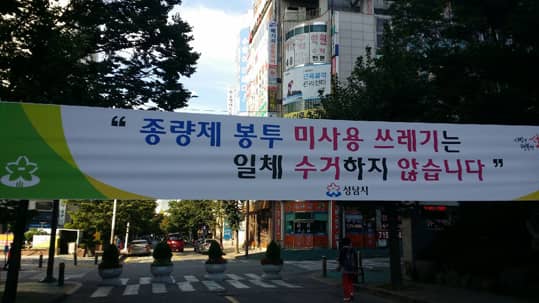 “ 종량제 봉투 미사용 쓰레기는
일체 수거하지 않습니다 ”
성남시